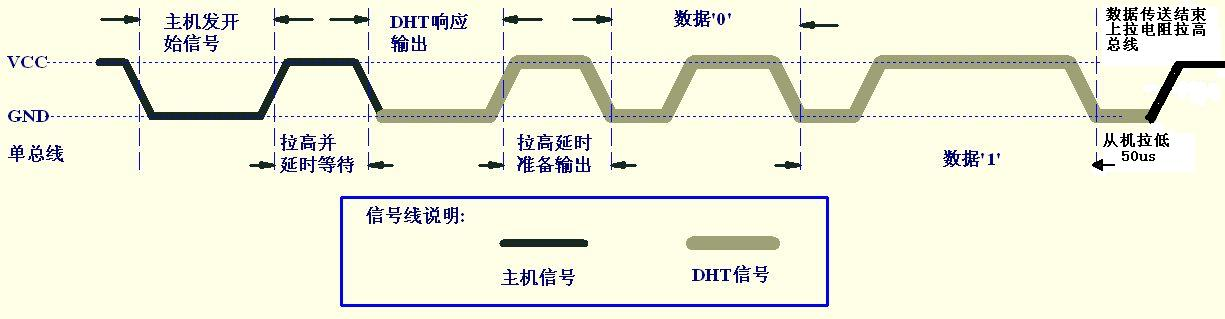 主机发开
始信号
DHT响应
输出
数据'0'
数据传送结束
上拉电阻拉高
总线
VCC
GND
单总线
拉高并
延时等待
拉高延时
准备输出
数据'1'
从机拉低
50us
信号线说明:
主机信号
DHT信号